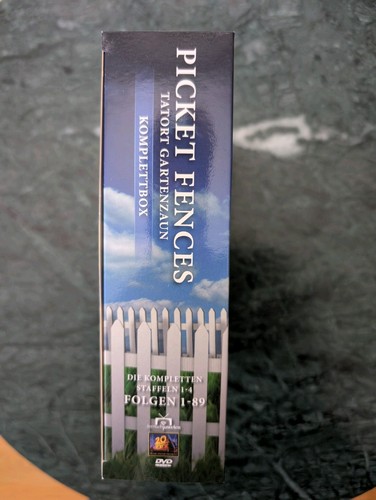 PICKET FENCES
TATORT GARTENZAUN
KOMPLETTBOX
DIE KOMPLETTEN
STAFFELN 1-4
FOLGEN 1-89
DVD